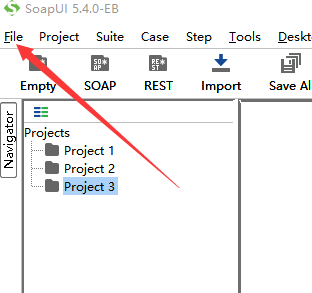 SoapUI 5.4.0-EB
File Project Suite Case Step Tools Deskt
Empty SOAP REST Import Save Al
Navigator
Projects
Project 1
Project 2
Project 3